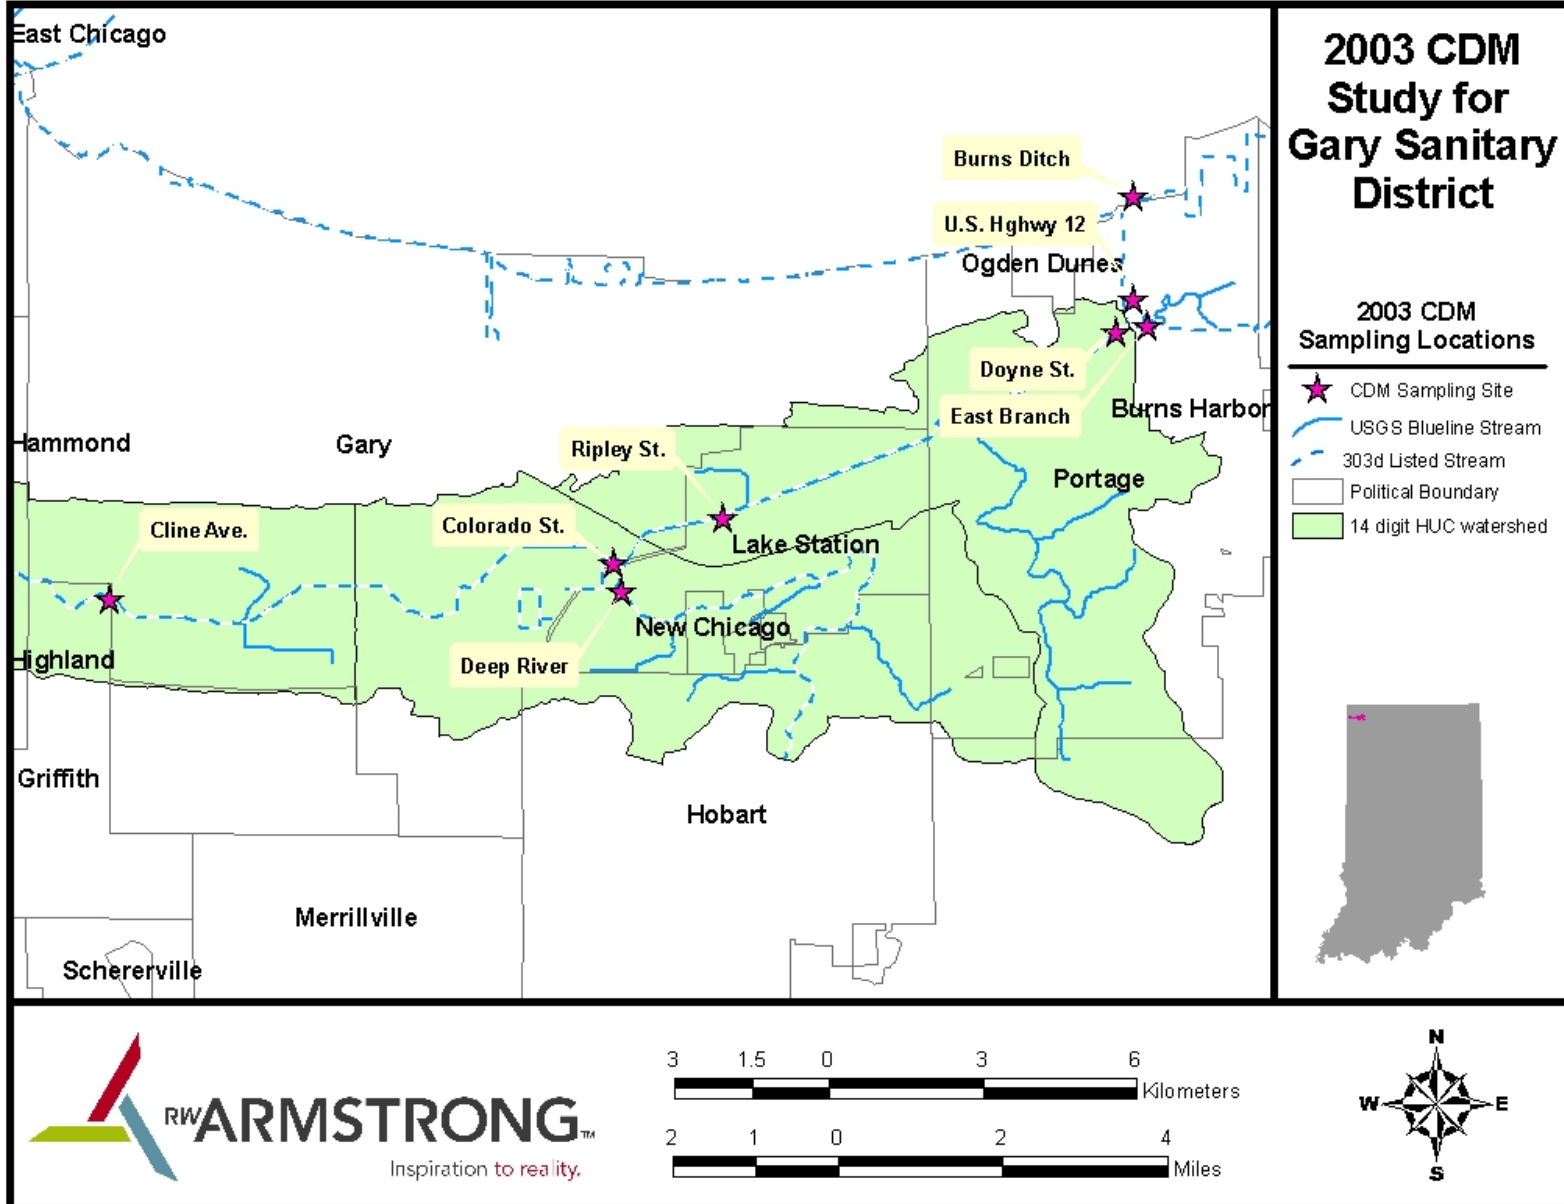 2003 CDM
Study for
Gary Sanitary
District
East Chicago
Burns Ditch
U.S. Hghwy 12
Ogden Dunes
Doyne St.
East Branch
Burns Harbor
Hammond
Gary
Ripley St.
Portage
Cline Ave.
Colorado St.
Lake Station
New Chicago
Highland
Deep River
Griffith
Hobart
Merrillville
Schererville
2003 CDM
Sampling Locations
CDM Sampling Site
USGS Blueline Stream
303d Listed Stream
Political Boundary
14 digit HUC watershed
RW ARMSTRONG™
Inspiration to reality.
3 1.5 0 3 6
Kilometers
2 1 0 2 4
Miles
N
W E
S